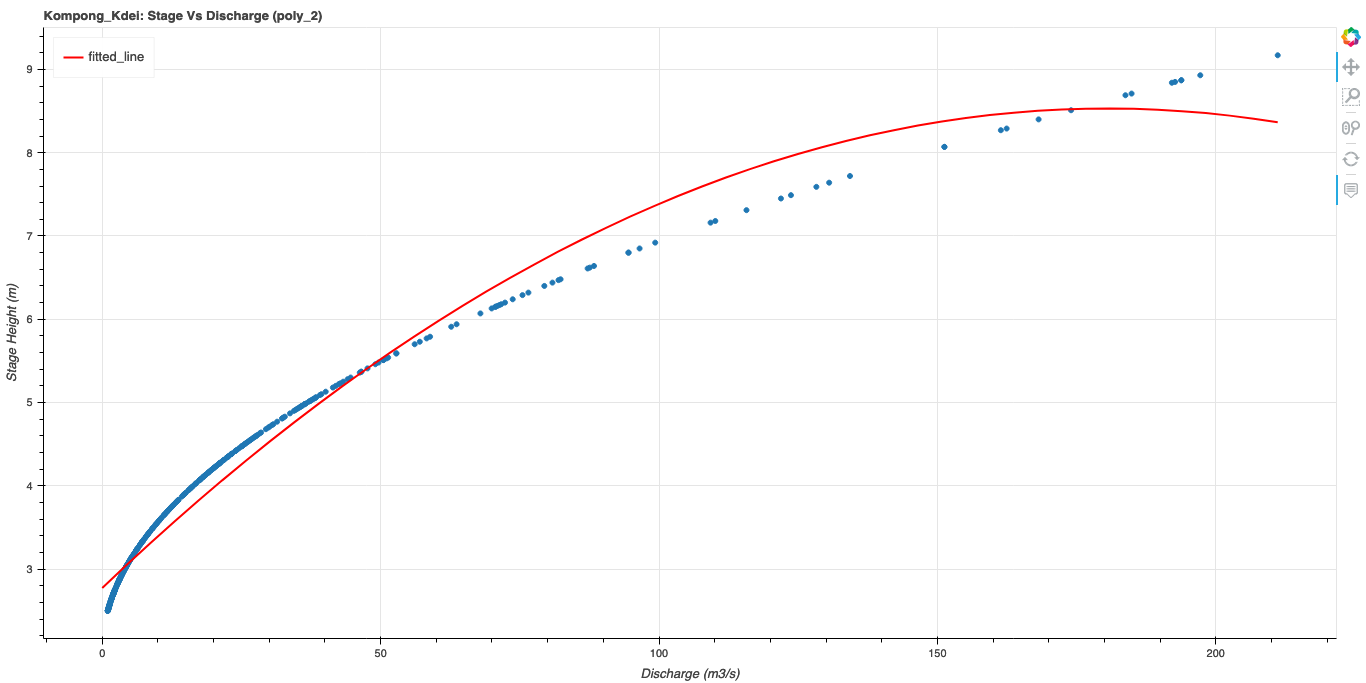 Kompong_Kdei: Stage Vs Discharge (poly_2)
fitted_line
9
8
7
6
5
4
3
Stage Height (m)
0 50 100 150 200
Discharge (m3/s)